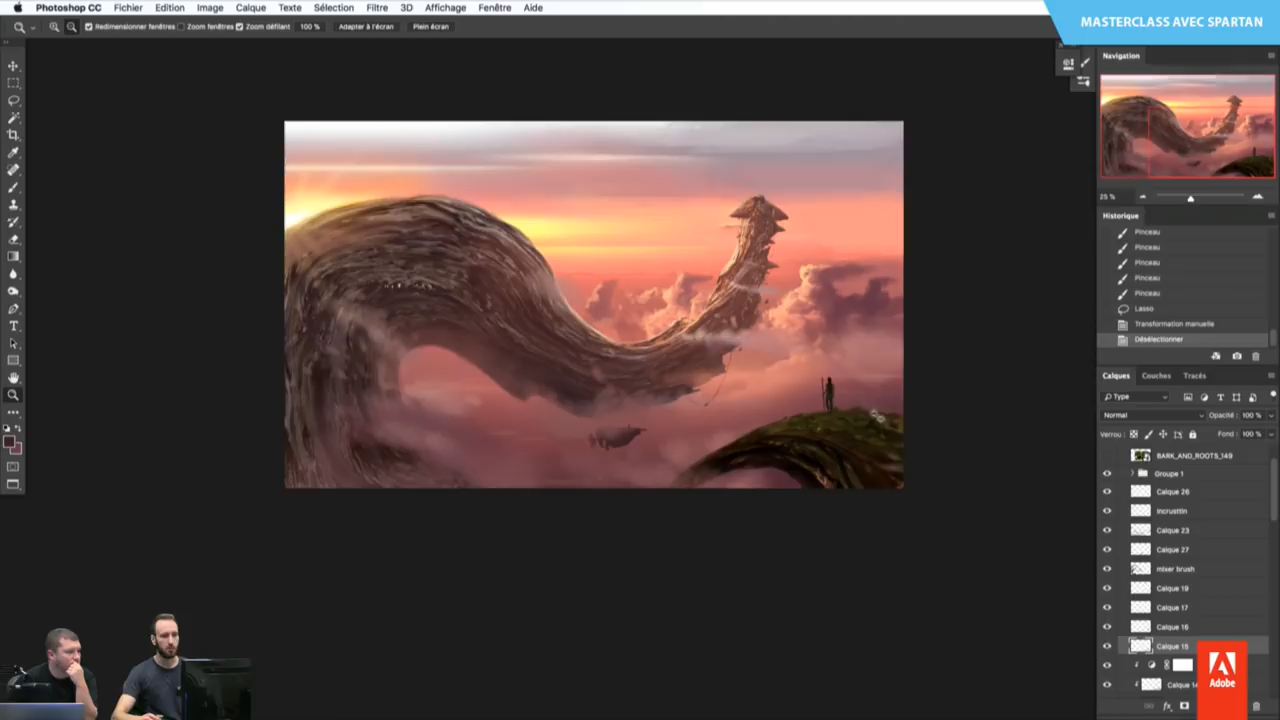 Photoshop CC Fichier Edition Image Calque Texte Sélection Filtre 3D Affichage Fenêtre Aide
MASTERCLASS AVEC SPARTAN
Redimensionner fenêtres Zoom fenêtres Zoom défilant 100 % Adapter à l'écran Plein écran
Navigation
25 %
Historique
Pinceau
Pinceau
Pinceau
Pinceau
Pinceau
Lasso
Transformation manuelle
Désélectionner
Calques Couches Tracés
Type
Normal Opacité : 100 %
Verrou : Fond : 100 %
BARK_AND_ROOTS_149
Groupe 1
Calque 26
incrusttin
Calque 23
Calque 27
mixer brush
Calque 19
Calque 17
Calque 16
Calque 15
Calque 14
Adobe